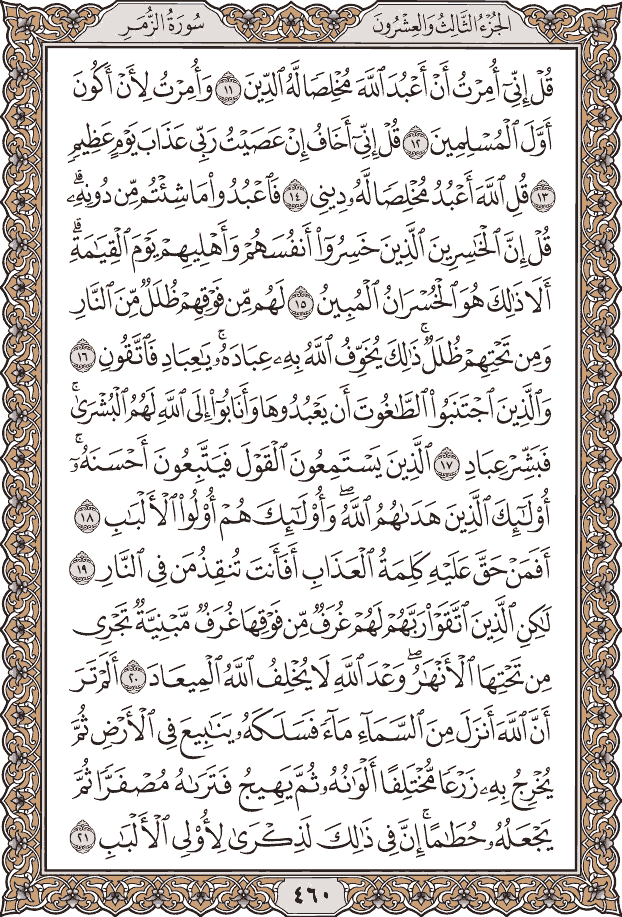 سُورَةُ الزُّمَرِ
الجُزْءُ الثَّالِثُ وَالعِشْرُونَ
قُلْ إِنِّيٓ أُمِرْتُ أَنْ أَعْبُدَ ٱللَّهَ مُخْلِصًا لَّهُ ٱلدِّينَ ١١ وَأُمِرْتُ لِأَنْ أَكُونَ
أَوَّلَ ٱلْمُسْلِمِينَ ١٢ قُلْ إِنِّيٓ أَخَافُ إِنْ عَصَيْتُ رَبِّي عَذَابَ يَوْمٍ عَظِيمٍ
١٣ قُلِ ٱللَّهَ أَعْبُدُ مُخْلِصًا لَّهُۥ دِينِي ١٤ فَٱعْبُدُوا۟ مَا شِئْتُم مِّن دُونِهِۦۗ
قُلْ إِنَّ ٱلْخَٰسِرِينَ ٱلَّذِينَ خَسِرُوٓا۟ أَنفُسَهُمْ وَأَهْلِيهِمْ يَوْمَ ٱلْقِيَٰمَةِۗ
أَلَا ذَٰلِكَ هُوَ ٱلْخُسْرَانُ ٱلْمُبِينُ ١٥ لَهُم مِّن فَوْقِهِمْ ظُلَلٌ مِّنَ ٱلنَّارِ
وَمِن تَحْتِهِمْ ظُلَلٌۚ ذَٰلِكَ يُخَوِّفُ ٱللَّهُ بِهِۦ عِبَادَهُۥۚ يَٰعِبَادِ فَٱتَّقُونِ ١٦
وَٱلَّذِينَ ٱجْتَنَبُوا۟ ٱلطَّٰغُوتَ أَن يَعْبُدُوهَا وَأَنَابُوٓا۟ إِلَى ٱللَّهِ لَهُمُ ٱلْبُشْرَىٰۚ
فَبَشِّرْ عِبَادِ ١٧ ٱلَّذِينَ يَسْتَمِعُونَ ٱلْقَوْلَ فَيَتَّبِعُونَ أَحْسَنَهُۥٓۚ
أُو۟لَٰٓئِكَ ٱلَّذِينَ هَدَىٰهُمُ ٱللَّهُۖ وَأُو۟لَٰٓئِكَ هُمْ أُو۟لُوا۟ ٱلْأَلْبَٰبِ ١٨
أَفَمَنْ حَقَّ عَلَيْهِ كَلِمَةُ ٱلْعَذَابِ أَفَأَنتَ تُنقِذُ مَن فِي ٱلنَّارِ ١٩
لَٰكِنِ ٱلَّذِينَ ٱتَّقَوْا۟ رَبَّهُمْ لَهُمْ غُرَفٌ مِّن فَوْقِهَا غُرَفٌ مَّبْنِيَّةٌ تَجْرِي
مِن تَحْتِهَا ٱلْأَنْهَٰرُۖ وَعْدَ ٱللَّهِ لَا يُخْلِفُ ٱللَّهُ ٱلْمِيعَادَ ٢٠ أَلَمْ تَرَ
أَنَّ ٱللَّهَ أَنزَلَ مِنَ ٱلسَّمَآءِ مَآءً فَسَلَكَهُۥ يَنَٰبِيعَ فِي ٱلْأَرْضِ ثُمَّ
يُخْرِجُ بِهِۦ زَرْعًا مُّخْتَلِفًا أَلْوَٰنُهُۥ ثُمَّ يَهِيجُ فَتَرَىٰهُ مُصْفَرًّا ثُمَّ
يَجْعَلُهُۥ حُطَٰمًاۚ إِنَّ فِي ذَٰلِكَ لَذِكْرَىٰ لِأُو۟لِي ٱلْأَلْبَٰبِ ٢١
٤٦٠